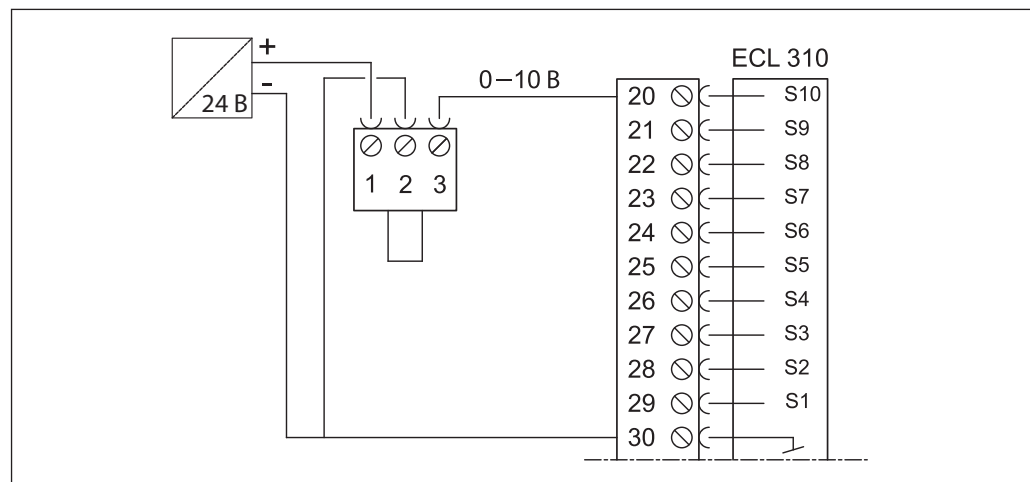 +
-
24 В
1 2 3
0–10 В
ECL 310
20 S10
21 S9
22 S8
23 S7
24 S6
25 S5
26 S4
27 S3
28 S2
29 S1
30